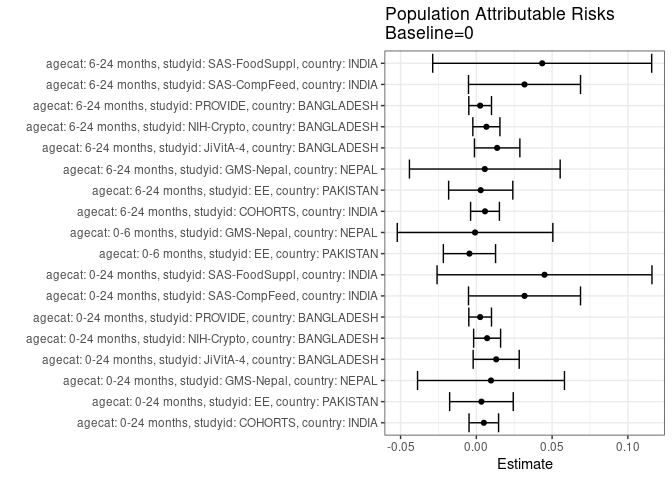 Population Attributable Risks
Baseline=0
agecat: 6-24 months, studyid: SAS-FoodSuppl, country: INDIA
agecat: 6-24 months, studyid: SAS-CompFeed, country: INDIA
agecat: 6-24 months, studyid: PROVIDE, country: BANGLADESH
agecat: 6-24 months, studyid: NIH-Crypto, country: BANGLADESH
agecat: 6-24 months, studyid: JiVitA-4, country: BANGLADESH
agecat: 6-24 months, studyid: GMS-Nepal, country: NEPAL
agecat: 6-24 months, studyid: EE, country: PAKISTAN
agecat: 6-24 months, studyid: COHORTS, country: INDIA
agecat: 0-6 months, studyid: GMS-Nepal, country: NEPAL
agecat: 0-6 months, studyid: EE, country: PAKISTAN
agecat: 0-24 months, studyid: SAS-FoodSuppl, country: INDIA
agecat: 0-24 months, studyid: SAS-CompFeed, country: INDIA
agecat: 0-24 months, studyid: PROVIDE, country: BANGLADESH
agecat: 0-24 months, studyid: NIH-Crypto, country: BANGLADESH
agecat: 0-24 months, studyid: JiVitA-4, country: BANGLADESH
agecat: 0-24 months, studyid: GMS-Nepal, country: NEPAL
agecat: 0-24 months, studyid: EE, country: PAKISTAN
agecat: 0-24 months, studyid: COHORTS, country: INDIA
-0.05 0.00 0.05 0.10
Estimate